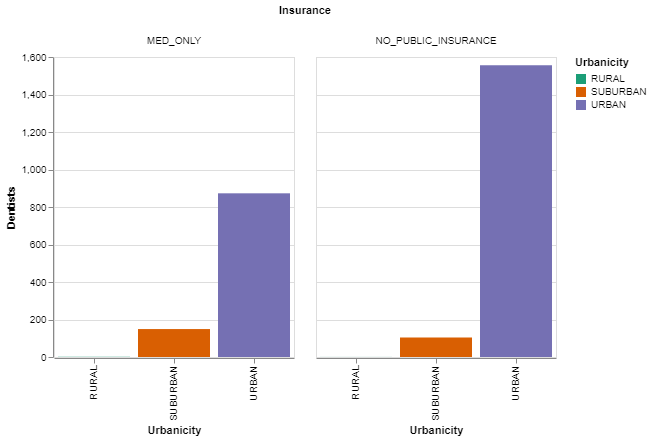 Insurance
MED_ONLY
NO_PUBLIC_INSURANCE
Urbanicity
RURAL
SUBURBAN
URBAN
1,600
1,400
1,200
1,000
800
600
400
200
0
Dentists
RURAL
SUBURBAN
URBAN
RURAL
SUBURBAN
URBAN
Urbanicity
Urbanicity